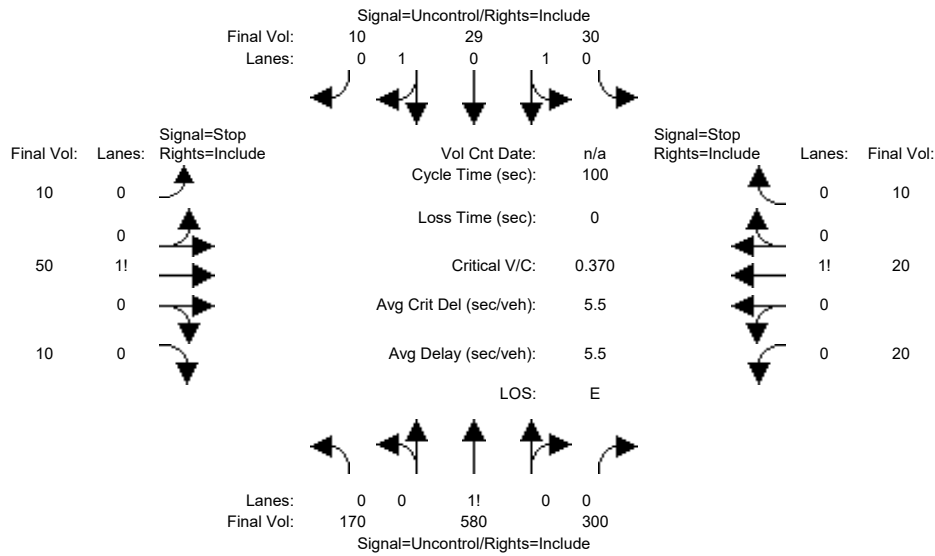 Signal=Uncontrol/Rights=Include
Final Vol: 10 29 30
Lanes: 0 1 0 1 0
Signal=Stop
Final Vol: Lanes: Rights=Include
Vol Cnt Date: n/a
Signal=Stop
Rights=Include Lanes: Final Vol:
Cycle Time (sec): 100
10 0
0 10
Loss Time (sec): 0
0
0
50 1!
Critical V/C: 0.370
1! 20
0
Avg Crit Del (sec/veh): 5.5
0
10 0
Avg Delay (sec/veh): 5.5
0 20
LOS: E
Lanes: 0 0 1! 0 0
Final Vol: 170 580 300
Signal=Uncontrol/Rights=Include